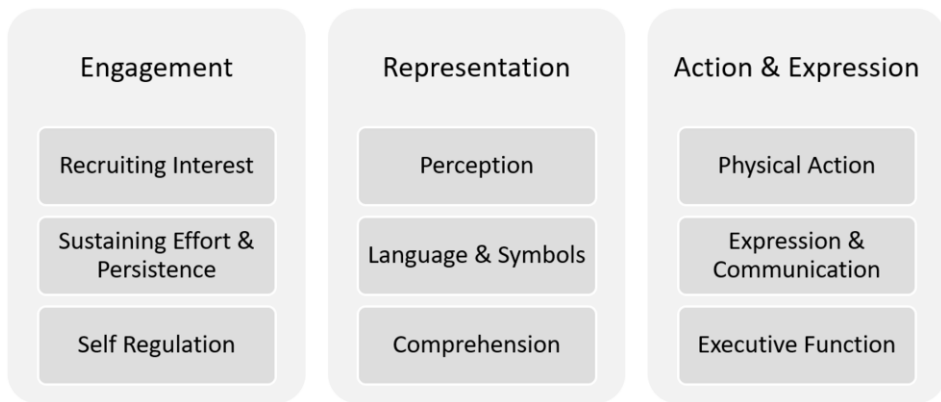 Engagement
Recruiting Interest
Sustaining Effort &
Persistence
Self Regulation
Representation
Perception
Language & Symbols
Comprehension
Action & Expression
Physical Action
Expression &
Communication
Executive Function